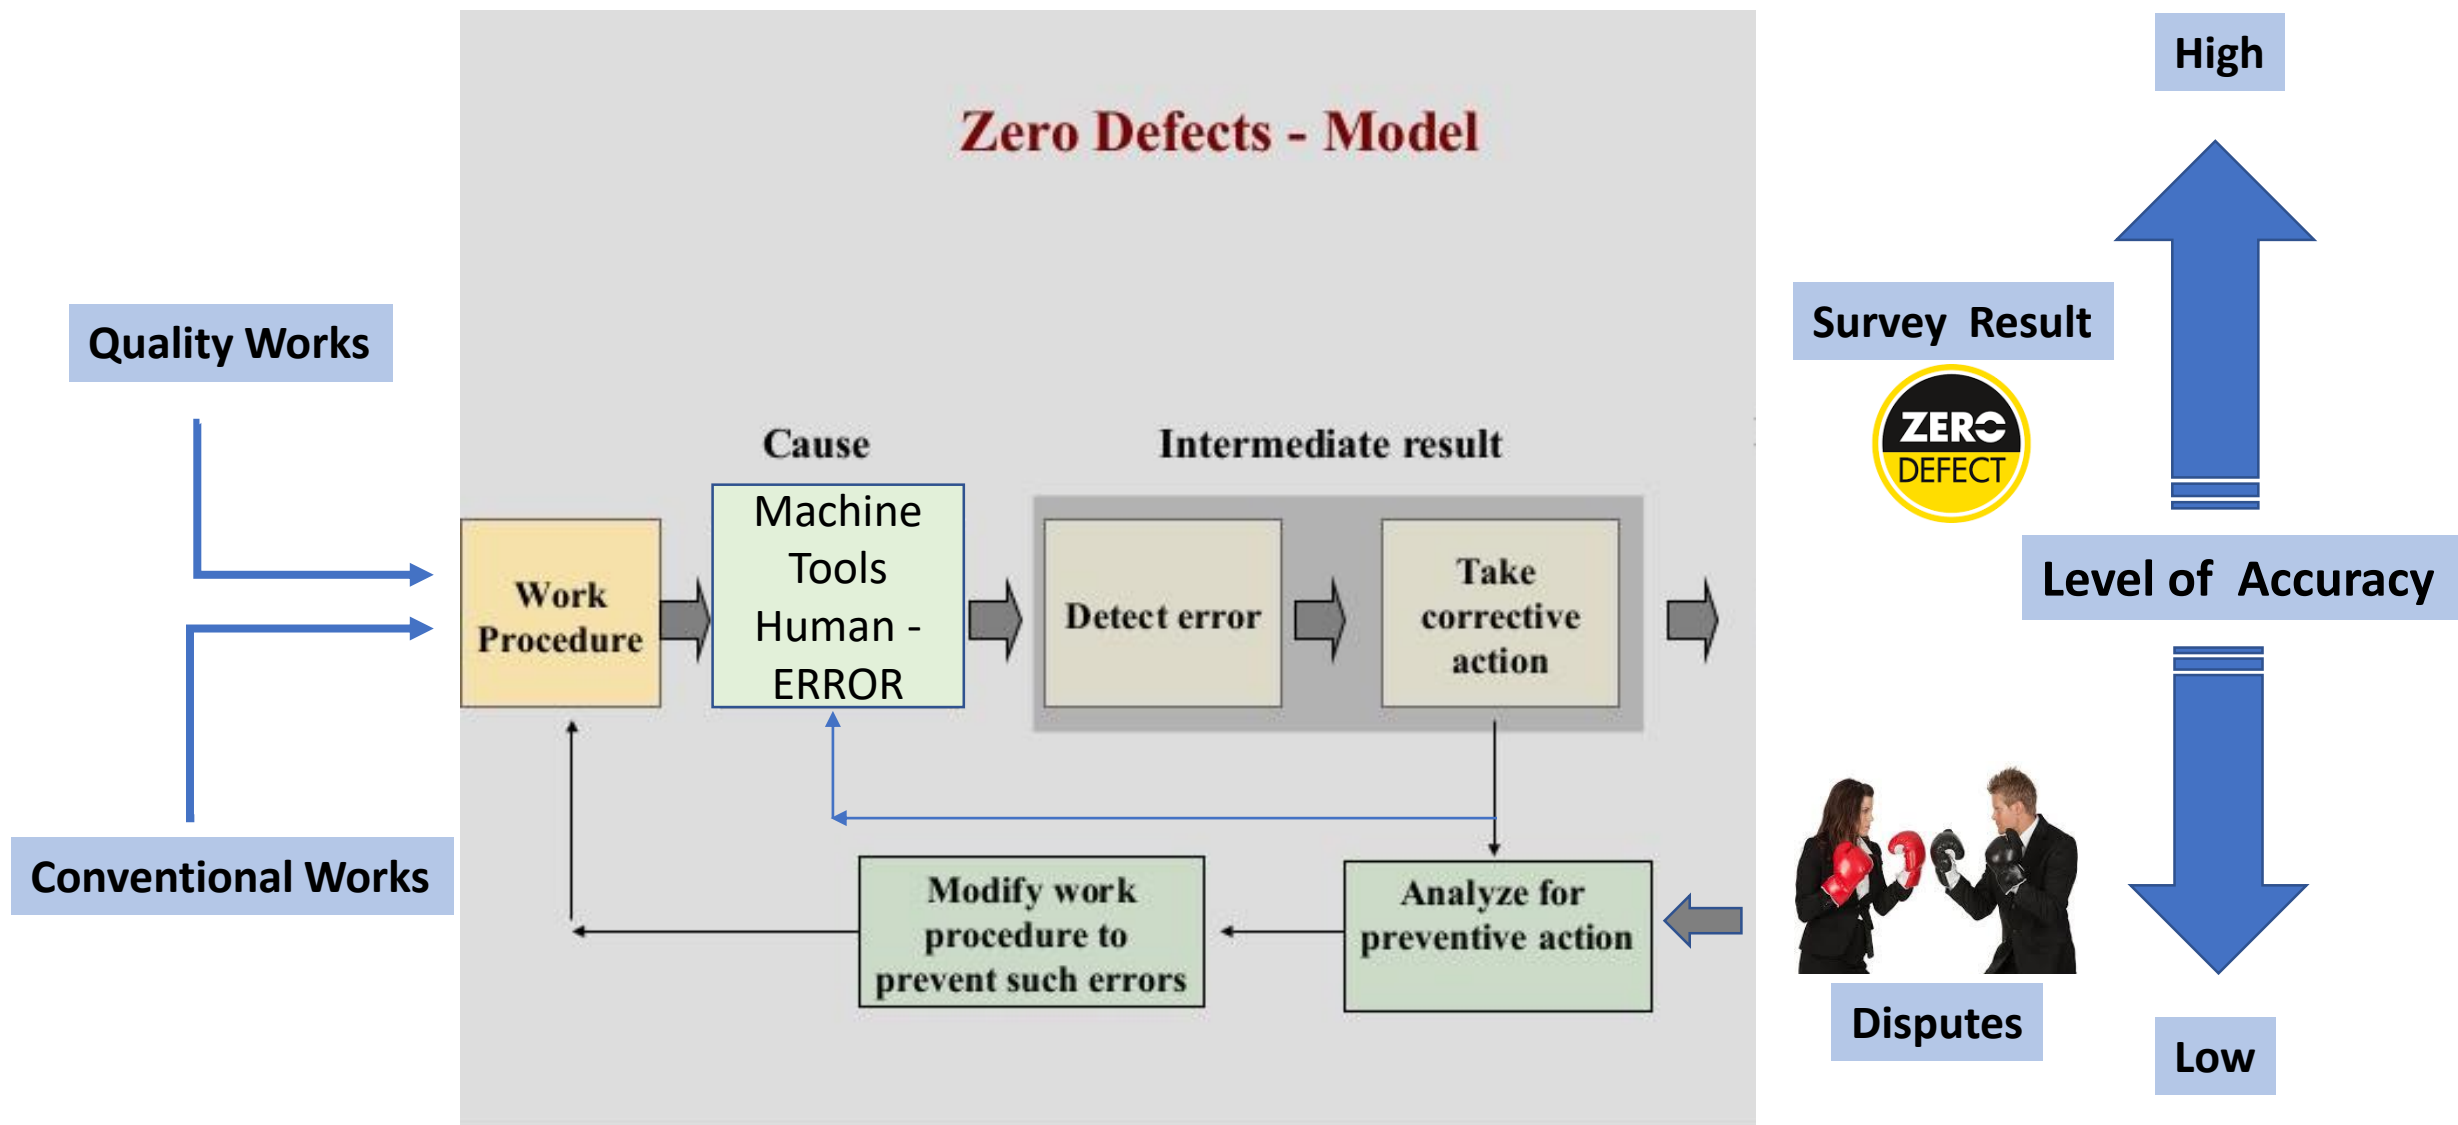 High
Zero Defects - Model
Quality Works
Survey  Result
ZERO
DEFECT
Cause
Intermediate result
Machine
Tools
Human -
ERROR
Work
Procedure
Detect error
Take
corrective
action
Level of  Accuracy
Conventional Works
Modify work
procedure to
prevent such errors
Analyze for
preventive action
Disputes
Low